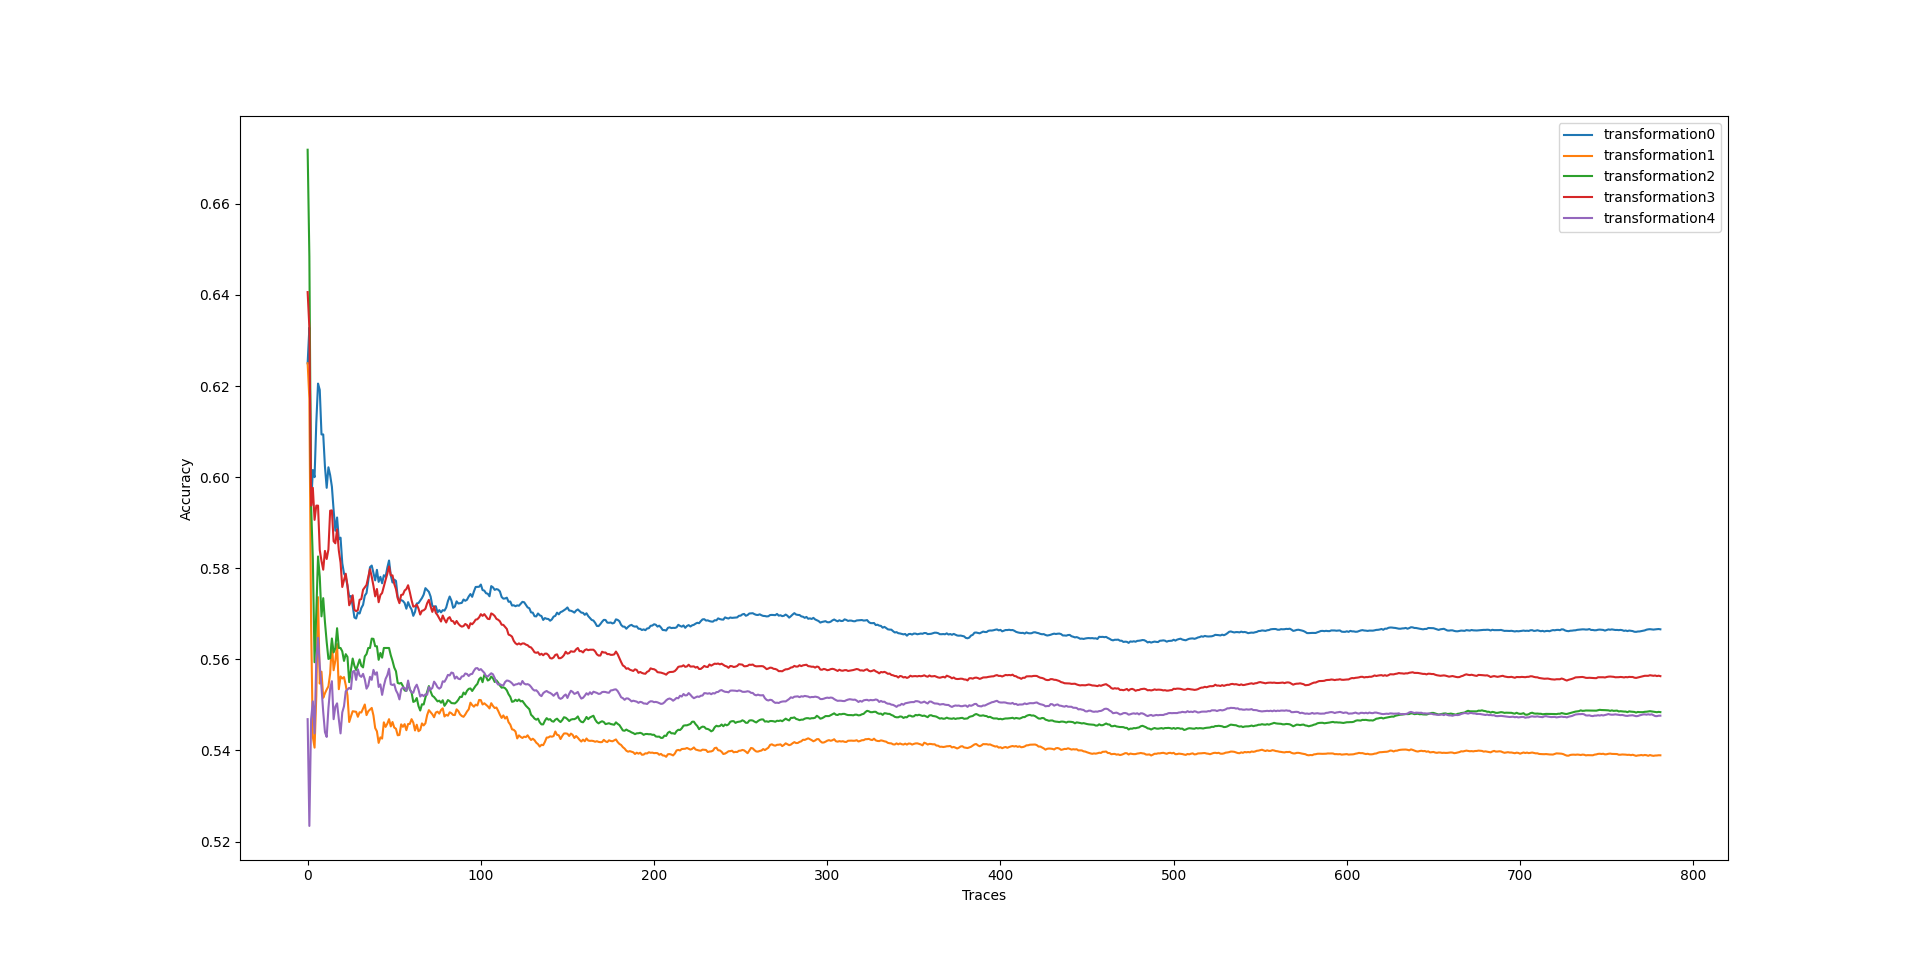 transformation0
transformation1
transformation2
transformation3
transformation4
0.66
0.64
0.62
0.60
0.58
0.56
0.54
0.52
Accuracy
0 100 200 300 400 500 600 700 800
Traces